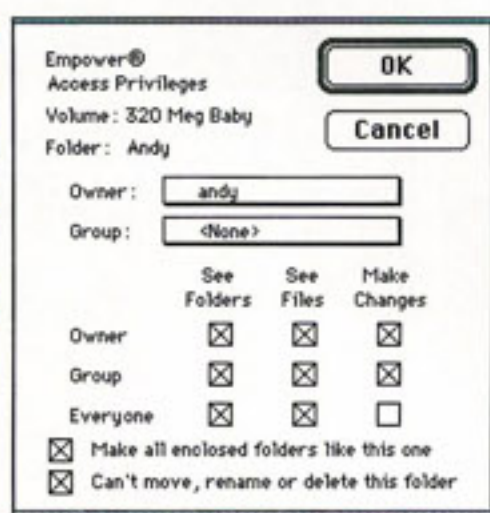 Empower®
Access Privileges
OK
Volume: 320 Meg Baby
Cancel
Folder: Andy
Owner: andy
Group: <None>
See Folders See Files Make Changes
Owner
Group
Everyone
Make all enclosed folders like this one
Can't move, rename or delete this folder